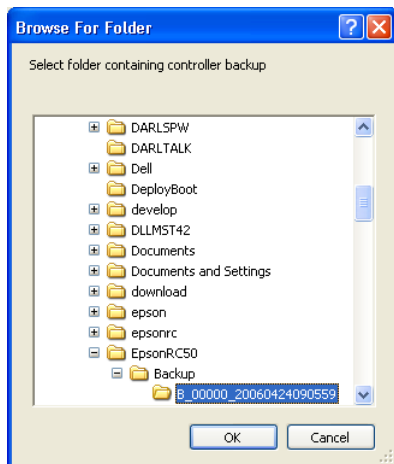 Browse For Folder
Select folder containing controller backup
DARLSPW
DARLTALK
Dell
DeployBoot
develop
DLLMST42
Documents
Documents and Settings
download
epson
epsonrc
EpsonRC50
Backup
B_00000_20060424090559
OK Cancel